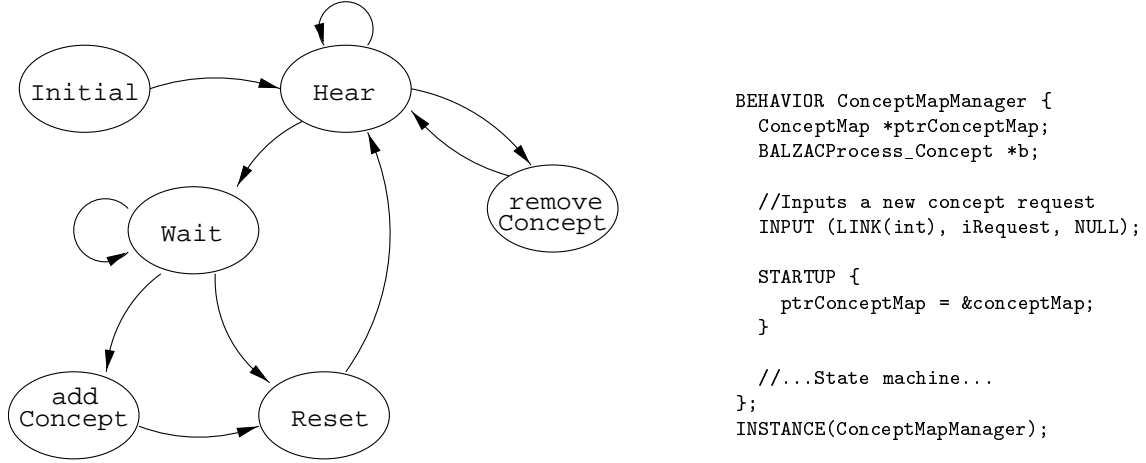 Initial
Hear
remove
Concept
Wait
add
Concept
Reset
BEHAVIOR ConceptMapManager {
  ConceptMap *ptrConceptMap;
  BALZACProcess_Concept *b;

  //Inputs a new concept request
  INPUT (LINK(int), iRequest, NULL);

  STARTUP {
    ptrConceptMap = &conceptMap;
  }

  //...State machine...
};
INSTANCE(ConceptMapManager);